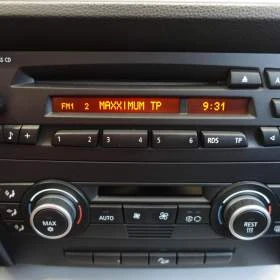 CD
FM1 2 MAXXIMUM TP 9:31
1 2 3 4 5 6 RDS TP
MAX AUTO REST